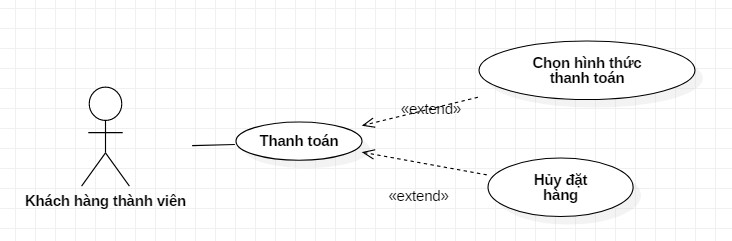 Chọn hình thức
thanh toán
«extend»
Thanh toán
Hủy đặt
hàng
«extend»
Khách hàng thành viên